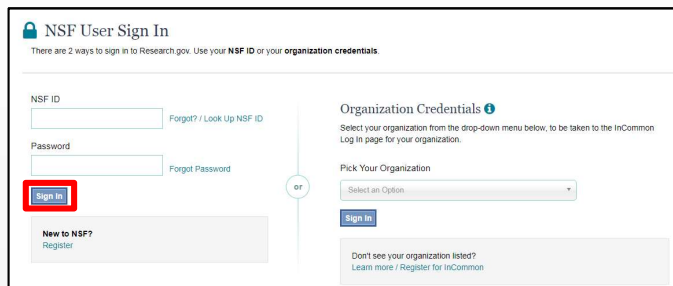 NSF User Sign In
There are 2 ways to sign in to Research.gov. Use your NSF ID or your organization credentials.
NSF ID
Forgot? / Look Up NSF ID
Password
Forgot Password
Sign In
New to NSF?
Register
or
Organization Credentials
Select your organization from the drop-down menu below, to be taken to the InCommon
Log In page for your organization.
Pick Your Organization
Select an Option
Sign In
Don't see your organization listed?
Learn more / Register for InCommon